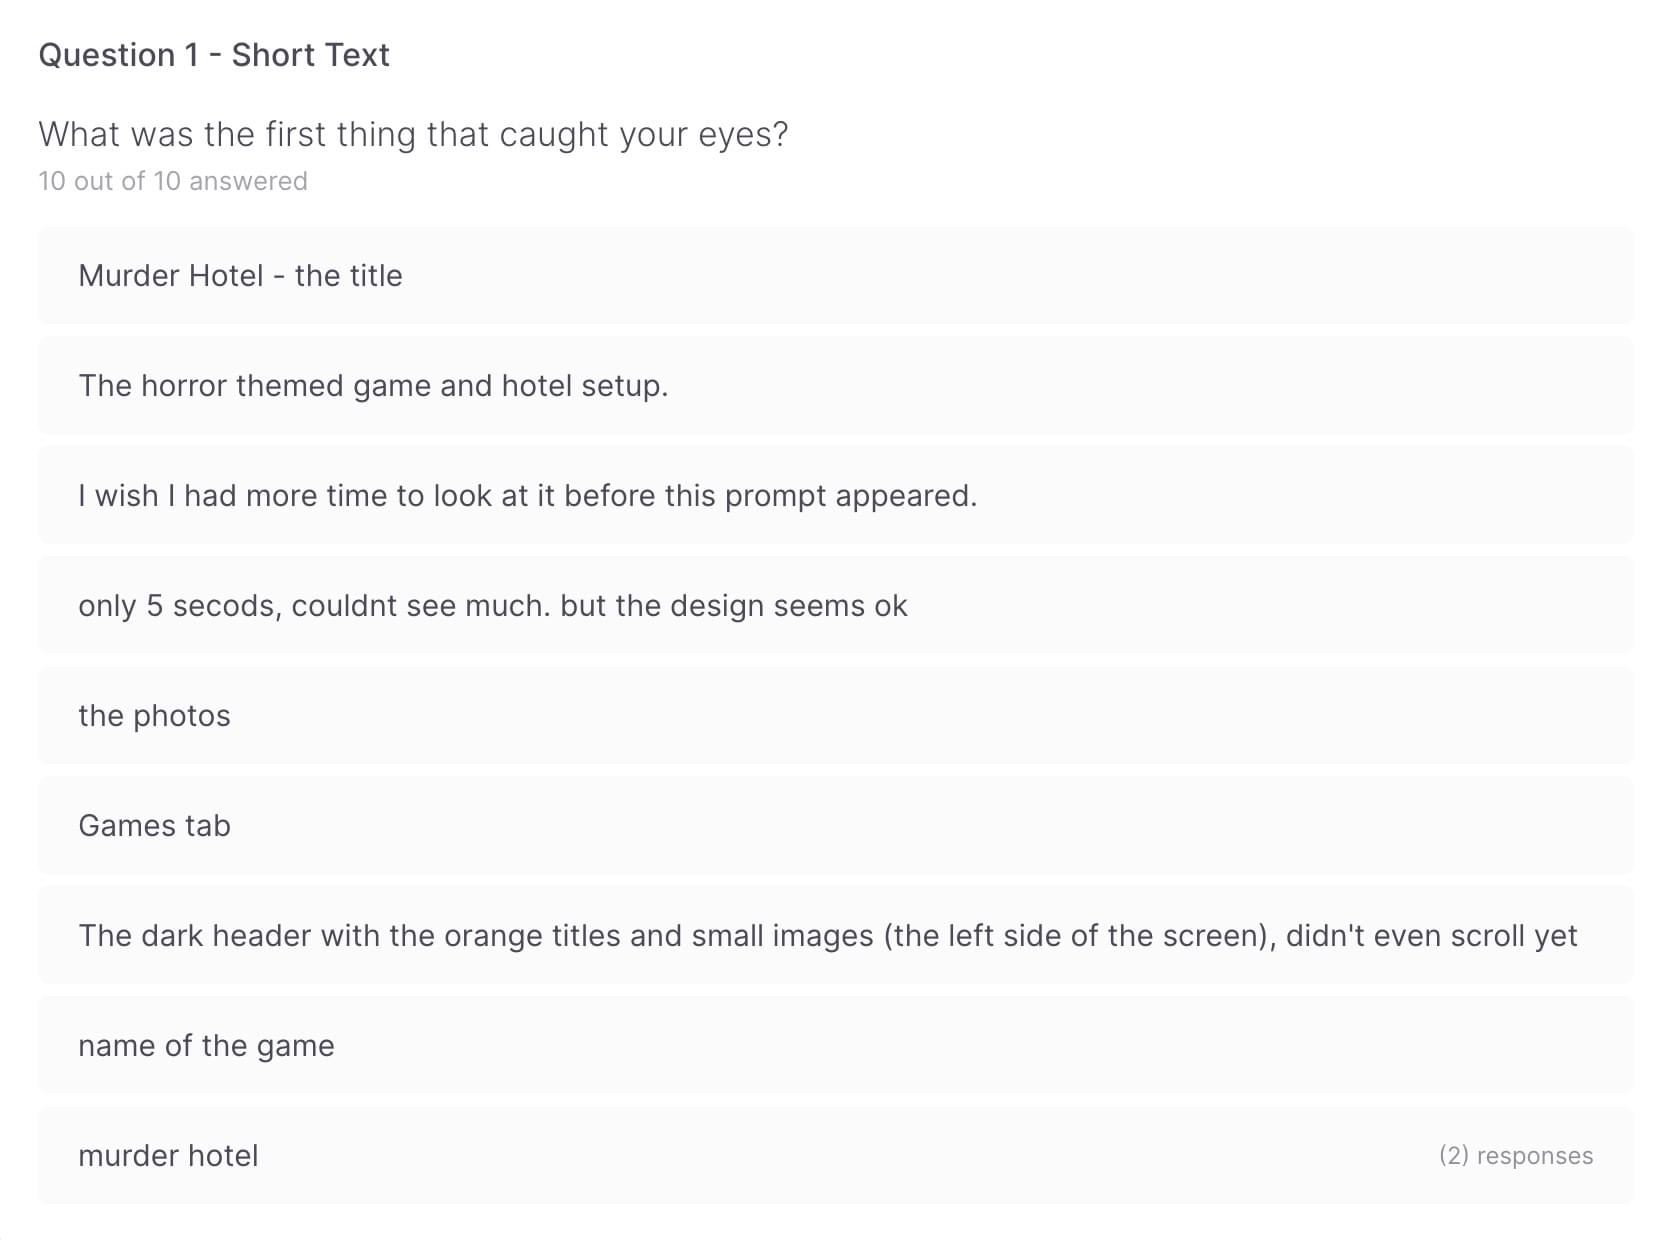 Question 1 - Short Text
What was the first thing that caught your eyes?
10 out of 10 answered
Murder Hotel - the title
The horror themed game and hotel setup.
I wish I had more time to look at it before this prompt appeared.
only 5 secods, couldnt see much. but the design seems ok
the photos
Games tab
The dark header with the orange titles and small images (the left side of the screen), didn't even scroll yet
name of the game
murder hotel (2) responses